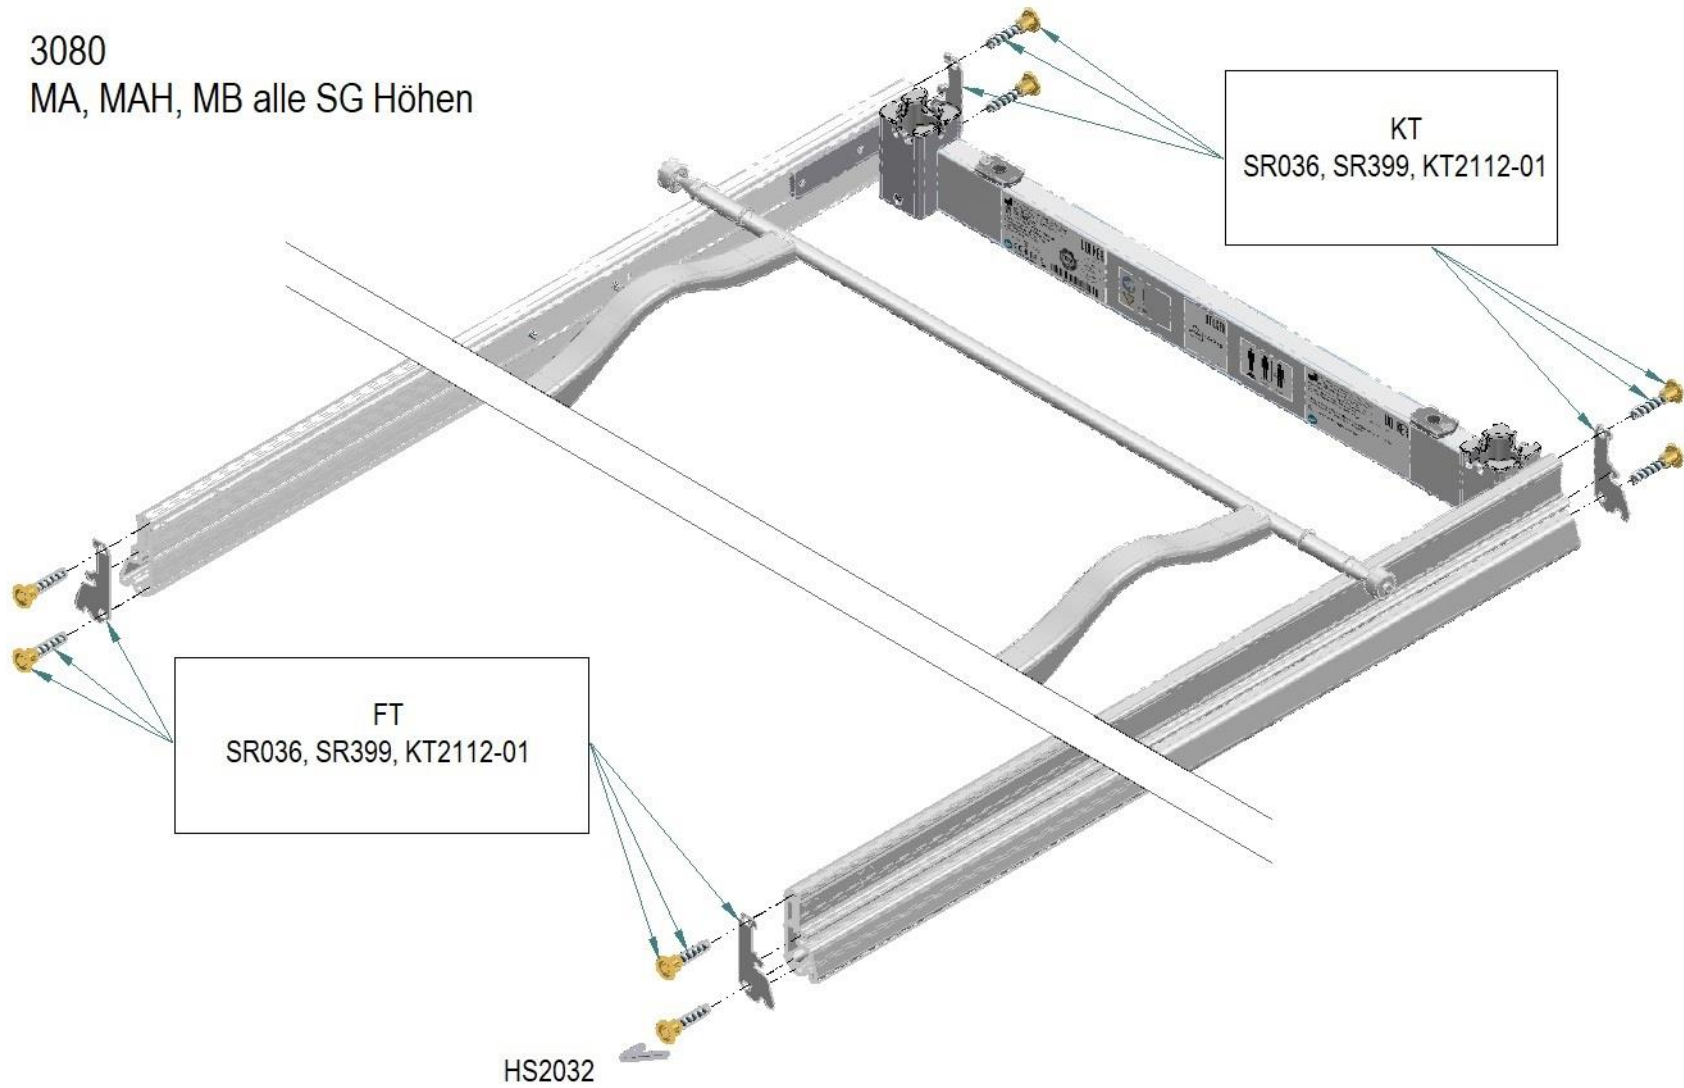 3080
MA, MAH, MB alle SG Höhen
KT
SR036, SR399, KT2112-01
FT
SR036, SR399, KT2112-01
HS2032